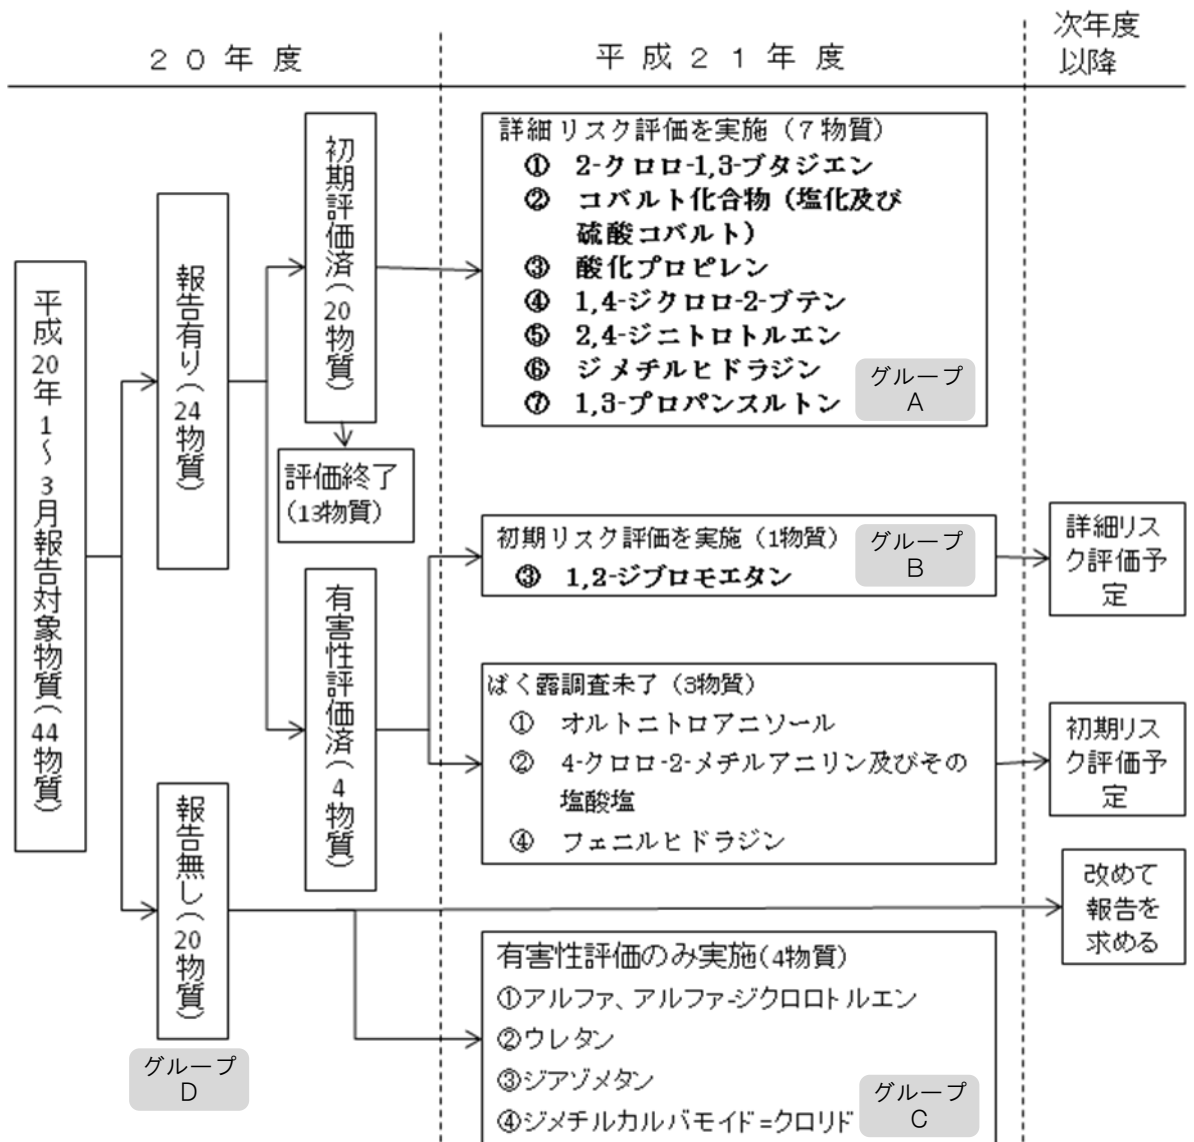 20年度
平成21年度
次年度
以降
平成20年1～3月報告対象物質（44物質）
報告有り（24物質）
報告無し（20物質）
グループ
D
初期評価済（20物質）
評価終了
（13物質）
有害性評価済（4物質）
詳細リスク評価を実施（7物質）
① 2-クロロ-1,3-ブタジエン
② コバルト化合物（塩化及び
硫酸コバルト）
③ 酸化プロピレン
④ 1,4-ジクロロ-2-ブテン
⑤ 2,4-ジニトロトルエン
⑥ ジメチルヒドラジン
⑦ 1,3-プロパンスルトン
グループ
A
初期リスク評価を実施（1物質）
③ 1,2-ジブロモエタン
グループ
B
詳細リス
ク評価予
定
ばく露調査未了（3物質）
① オルトニトロアニソール
② 4-クロロ-2-メチルアニリン及びその
塩酸塩
④ フェニルヒドラジン
初期リス
ク評価予
定
改めて
報告を
求める
有害性評価のみ実施（4物質）
①アルファ、アルファ-ジクロロトルエン
②ウレタン
③ジアゾメタン
④ジメチルカルバモイド=クロリド
グループ
C